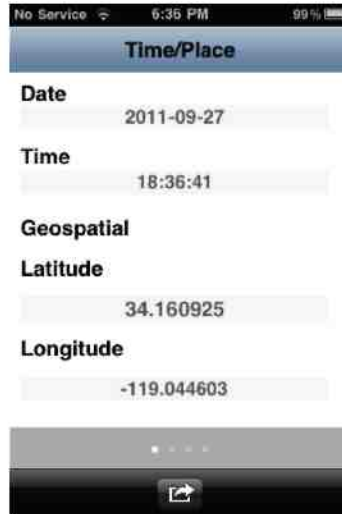 No Service 6:36 PM 99%
Time/Place
Date
2011-09-27
Time
18:36:41
Geospatial
Latitude
34.160925
Longitude
-119.044603